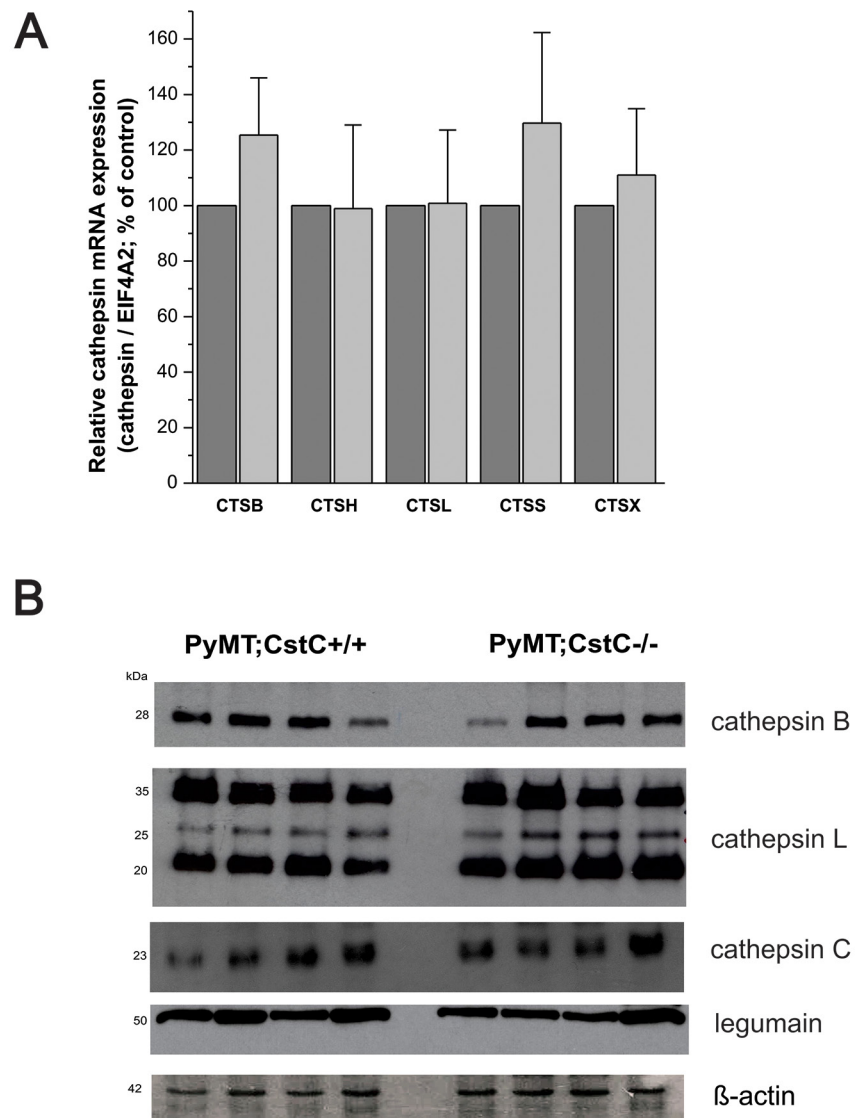 A
Relative cathepsin mRNA expression
(cathepsin / EIF4A2; % of control)
160
140
120
100
80
60
40
20
0
CTSB CTSH CTSL CTSS CTSX
B
PyMT;CstC+/+ PyMT;CstC-/-
kDa
28 cathepsin B
35
25 cathepsin L
20
23 cathepsin C
50 legumain
42 ß-actin